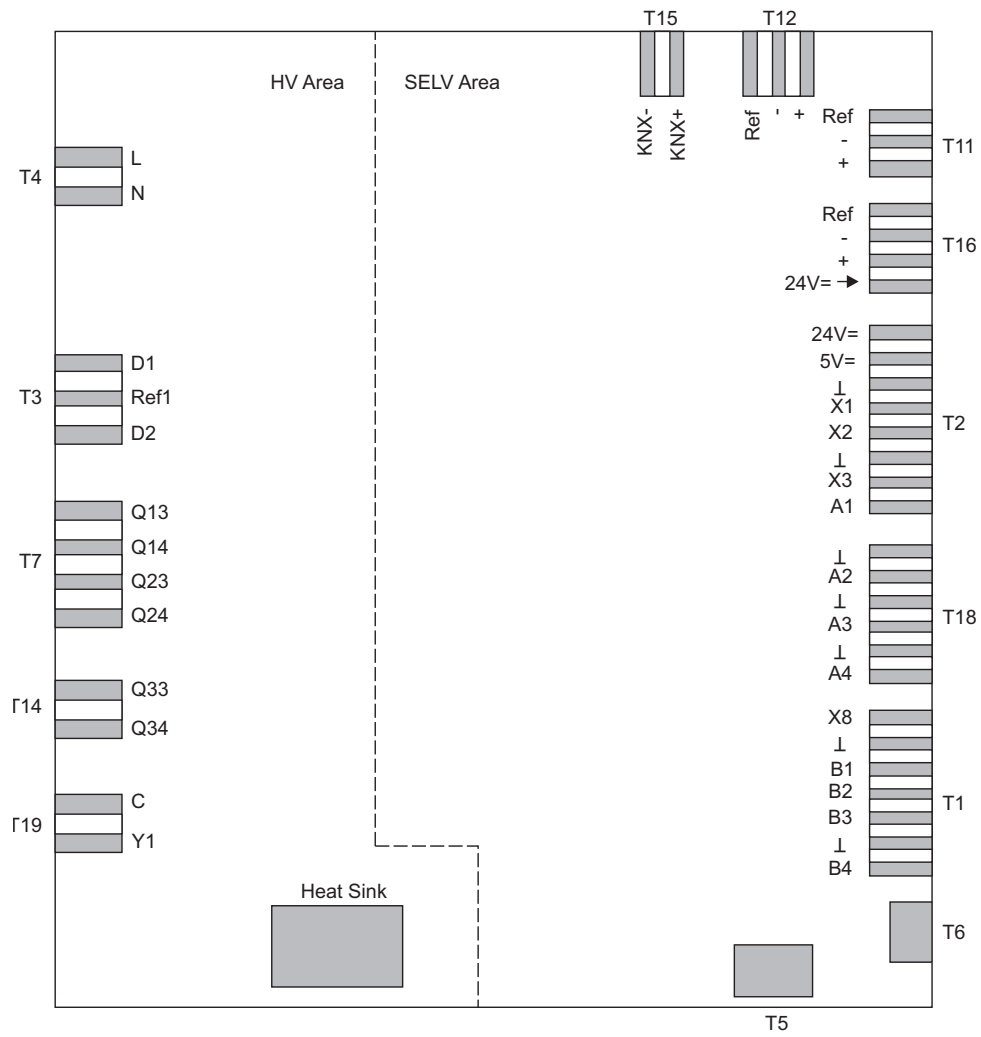 T15 T12
HV Area SELV Area
KNX-
KNX+
Ref
-
+
Ref
-
+
T11
T4
L
N
Ref
-
+
24V=
T16
24V=
5V=
⊥
X1
X2
⊥
X3
A1
T2
T3
D1
Ref1
D2
T7
Q13
Q14
Q23
Q24
⊥
A2
⊥
A3
⊥
A4
T18
T14
Q33
Q34
X8
⊥
B1
B2
B3
⊥
B4
T1
T19
C
Y1
Heat Sink
T6
T5